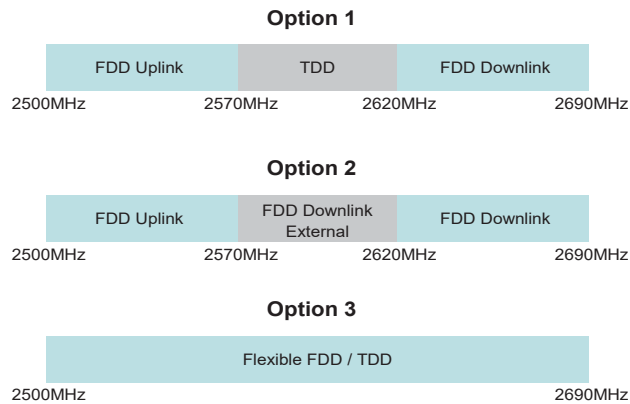 Option 1
FDD Uplink TDD FDD Downlink
2500MHz 2570MHz 2620MHz 2690MHz
Option 2
FDD Uplink FDD Downlink External FDD Downlink
2500MHz 2570MHz 2620MHz 2690MHz
Option 3
Flexible FDD / TDD
2500MHz 2690MHz